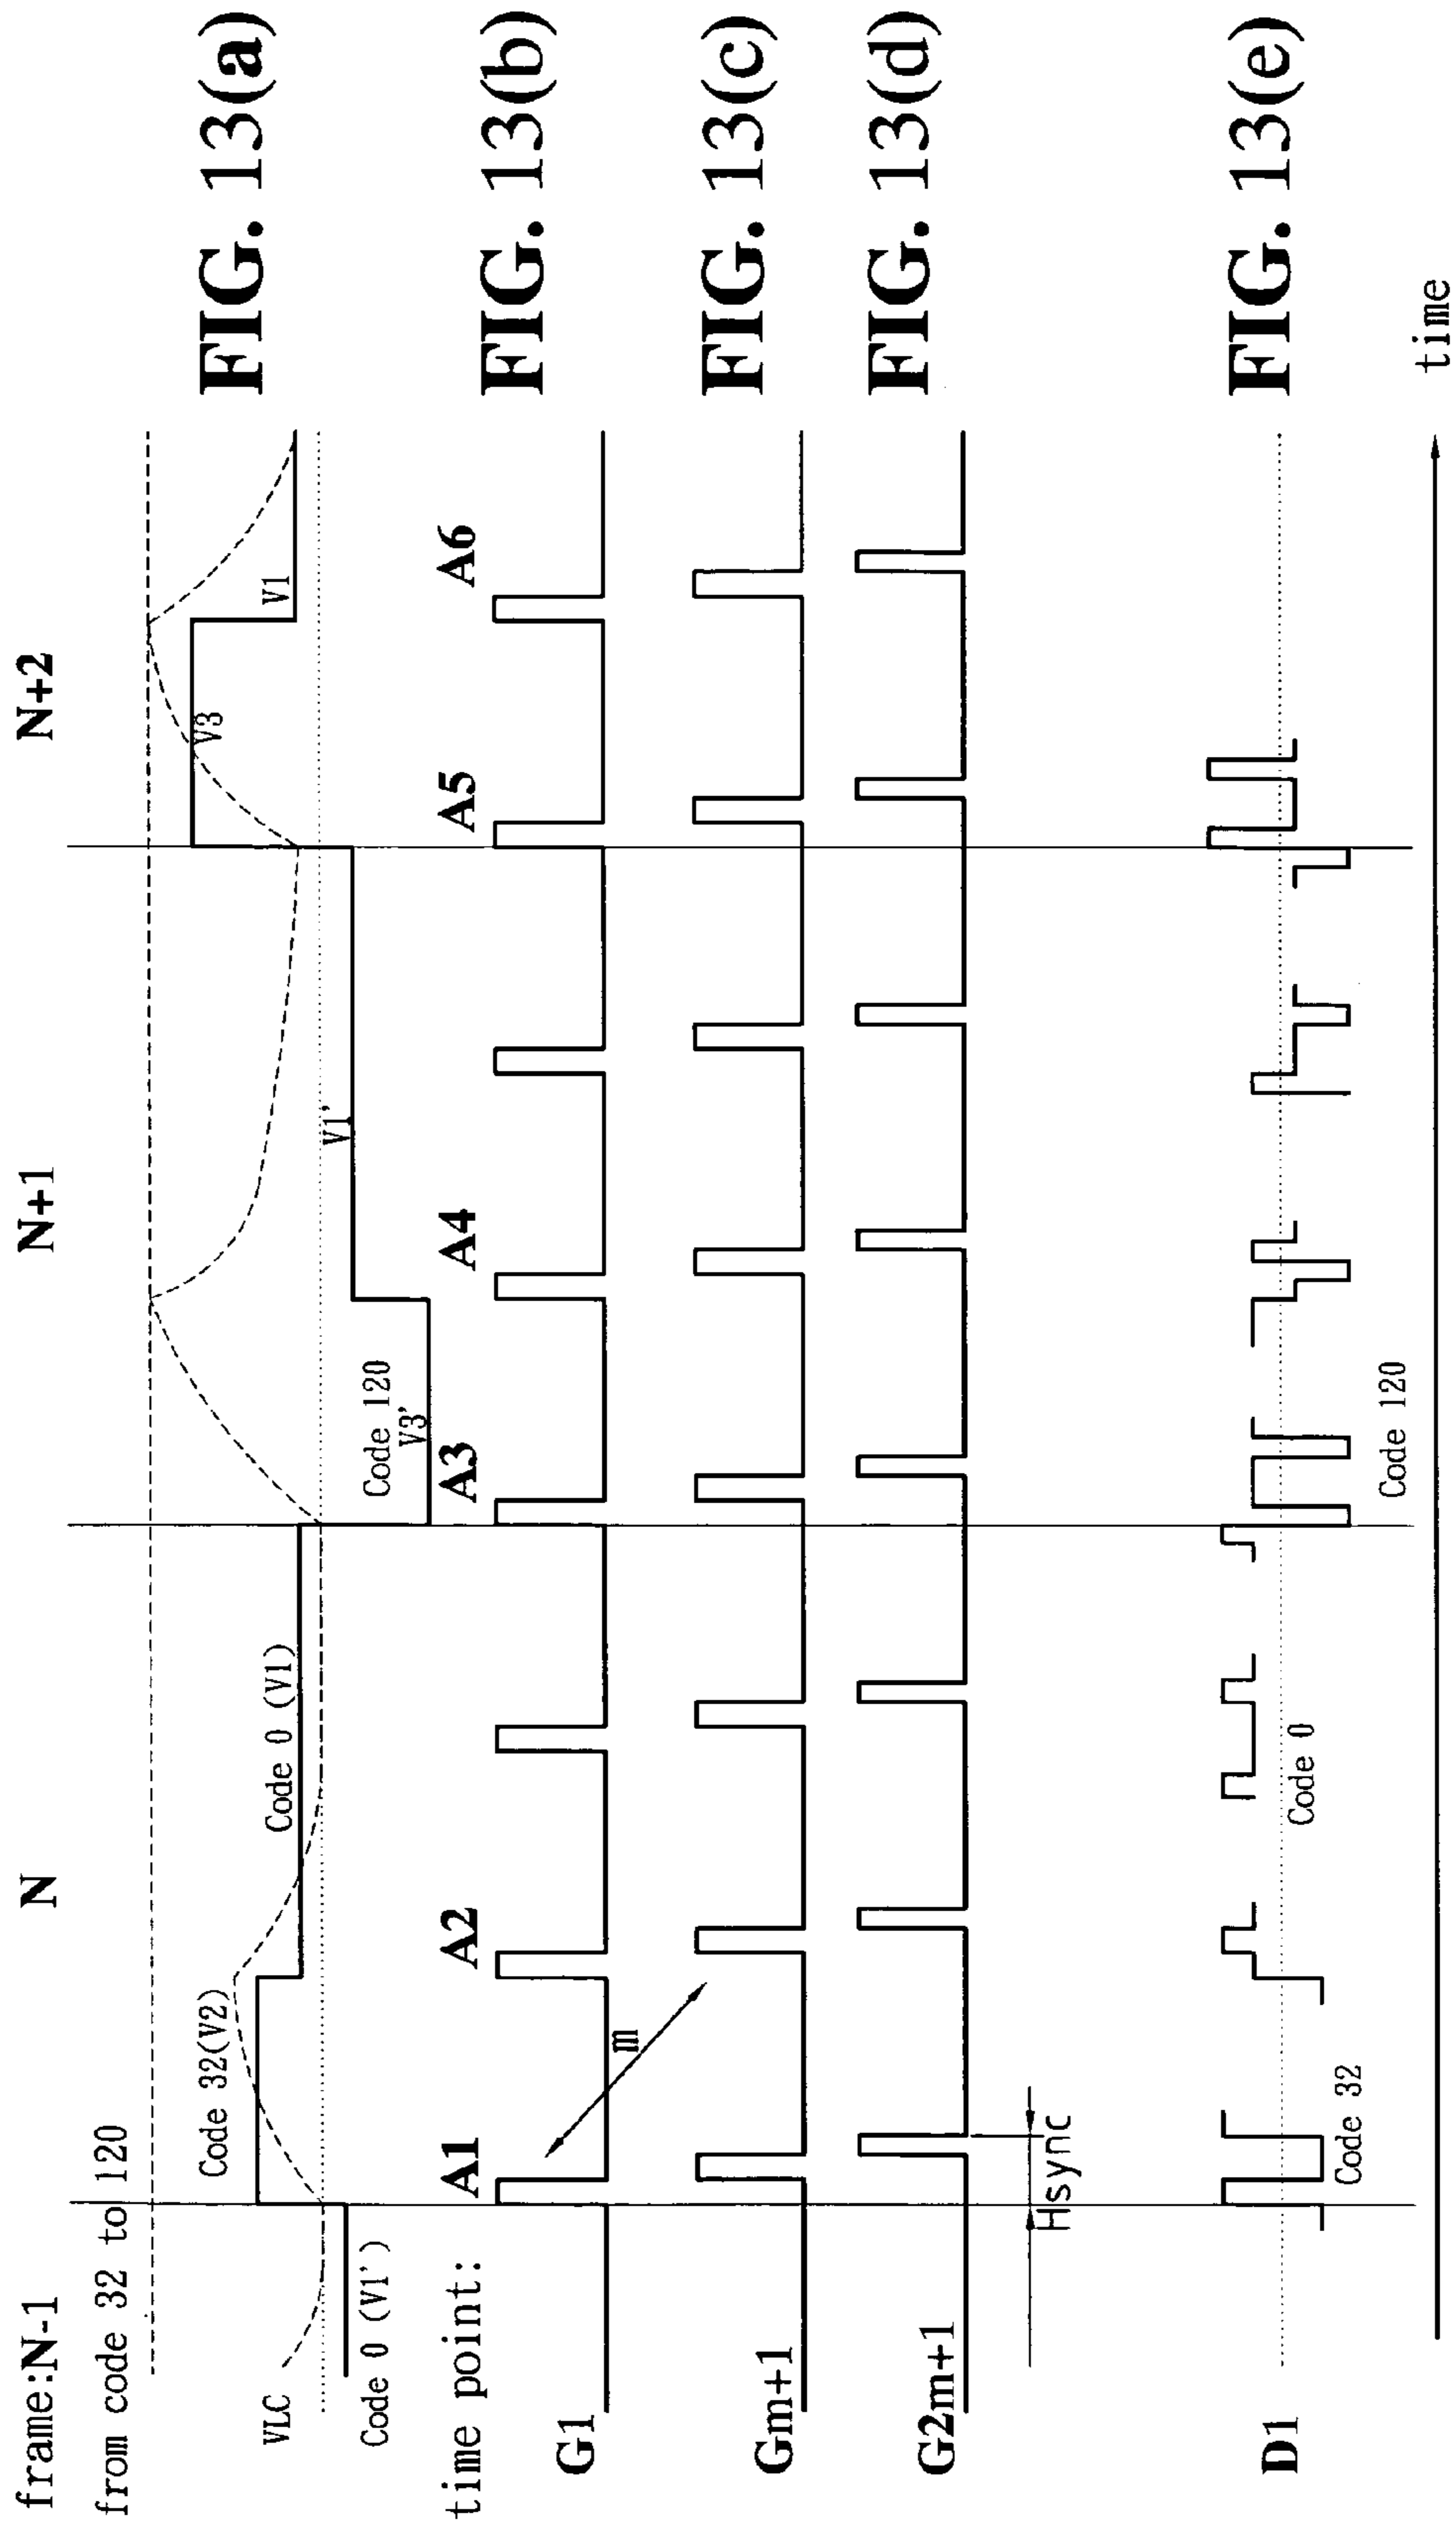 frame:N-1 N N+1 N+2
from code 32 to 120
Code 32(V2)
VLC
Code 0 (V1')
Code 0 (V1)
Code 120
V3'
V1'
V3
V1
FIG. 13(a)
time point:
A1 A2 A3 A4 A5 A6
G1
m
FIG. 13(b)
Gm+1
FIG. 13(c)
G2m+1
FIG. 13(d)
Hsync
D1
Code 32
Code 0
Code 120
FIG. 13(e)
time